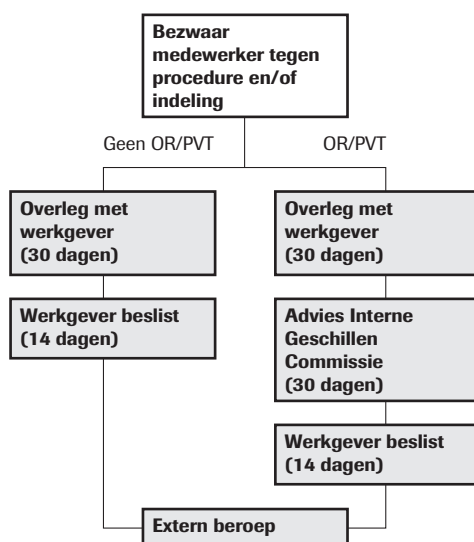 Bezwaar
medewerker tegen
procedure en/of
indeling
Geen OR/PVT
OR/PVT
Overleg met
werkgever
(30 dagen)
Overleg met
werkgever
(30 dagen)
Werkgever beslist
(14 dagen)
Advies Interne
Geschillen
Commissie
(30 dagen)
Werkgever beslist
(14 dagen)
Extern beroep